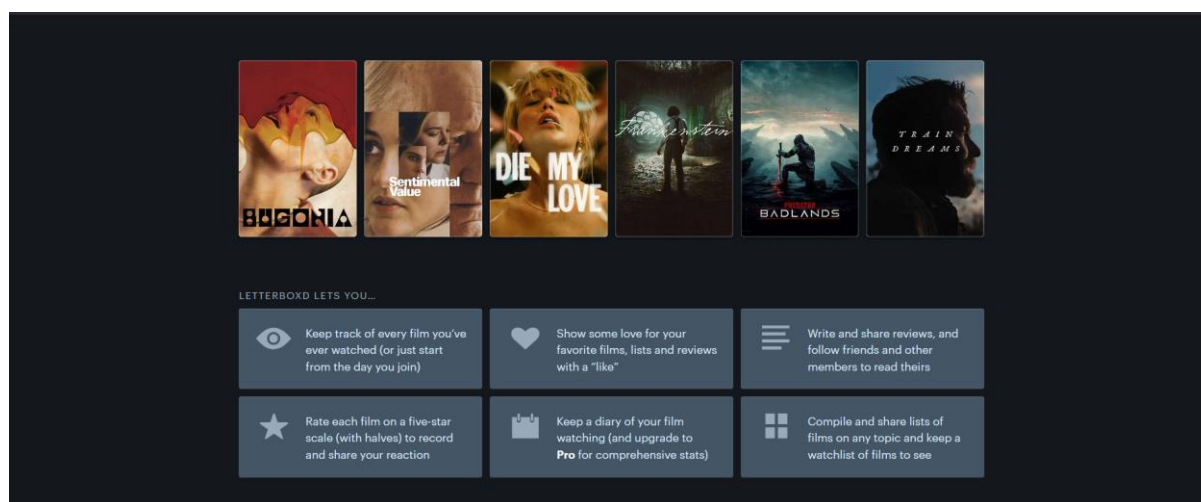 BUGONIA
Sentimental
Value
DIE MY
LOVE
Frankenstein
PREDATOR
BADLANDS
TRAIN
DREAMS
LETTERBOXD LETS YOU...
Keep track of every film you’ve
ever watched (or just start
from the day you join)
Show some love for your
favorite films, lists and reviews
with a “like”
Write and share reviews, and
follow friends and other
members to read theirs
Rate each film on a five-star
scale (with halves) to record
and share your reaction
Keep a diary of your film
watching (and upgrade to
Pro for comprehensive stats)
Compile and share lists of
films on any topic and keep a
watchlist of films to see